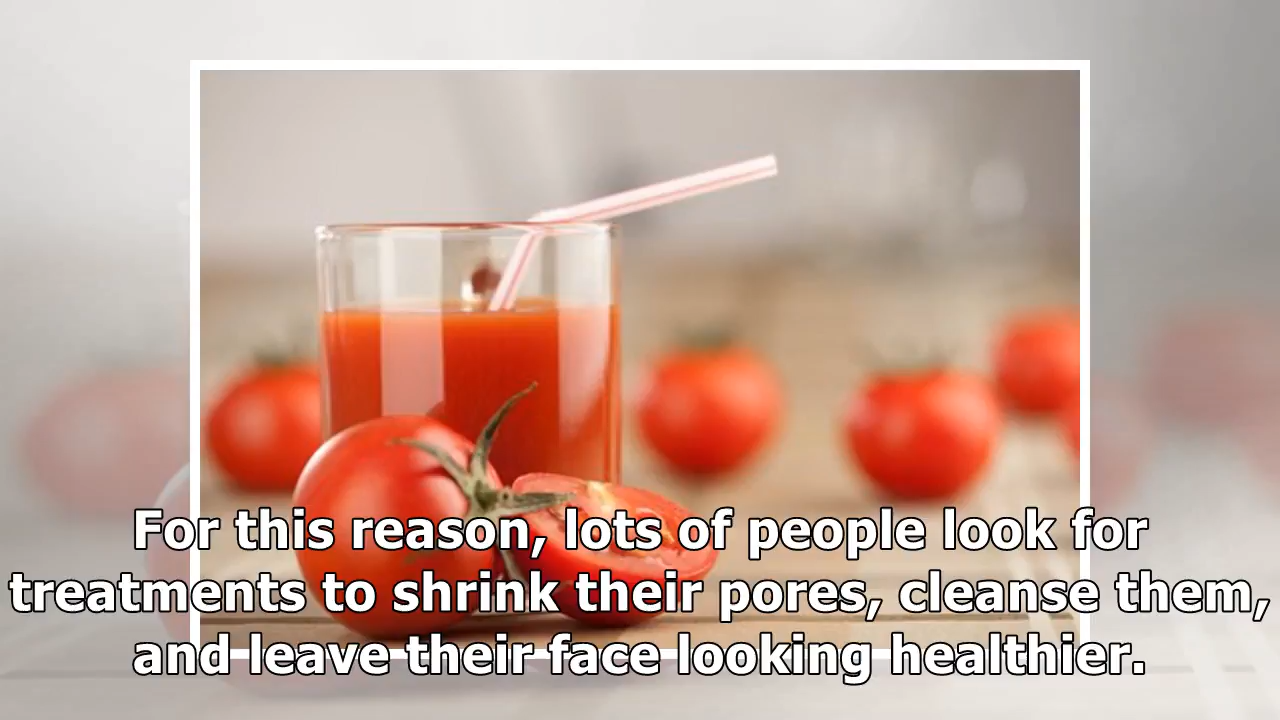 For this reason, lots of people look for
treatments to shrink their pores, cleanse them,
and leave their face looking healthier.